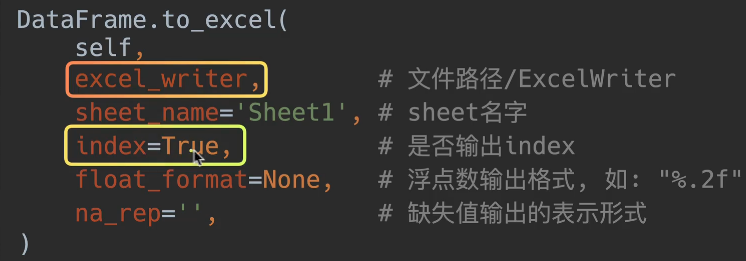 DataFrame.to_excel(
self,
excel_writer, # 文件路径/ExcelWriter
sheet_name='Sheet1', # sheet名字
index=True, # 是否输出index
float_format=None, # 浮点数输出格式, 如: "%.2f"
na_rep='', # 缺失值输出的表示形式
)